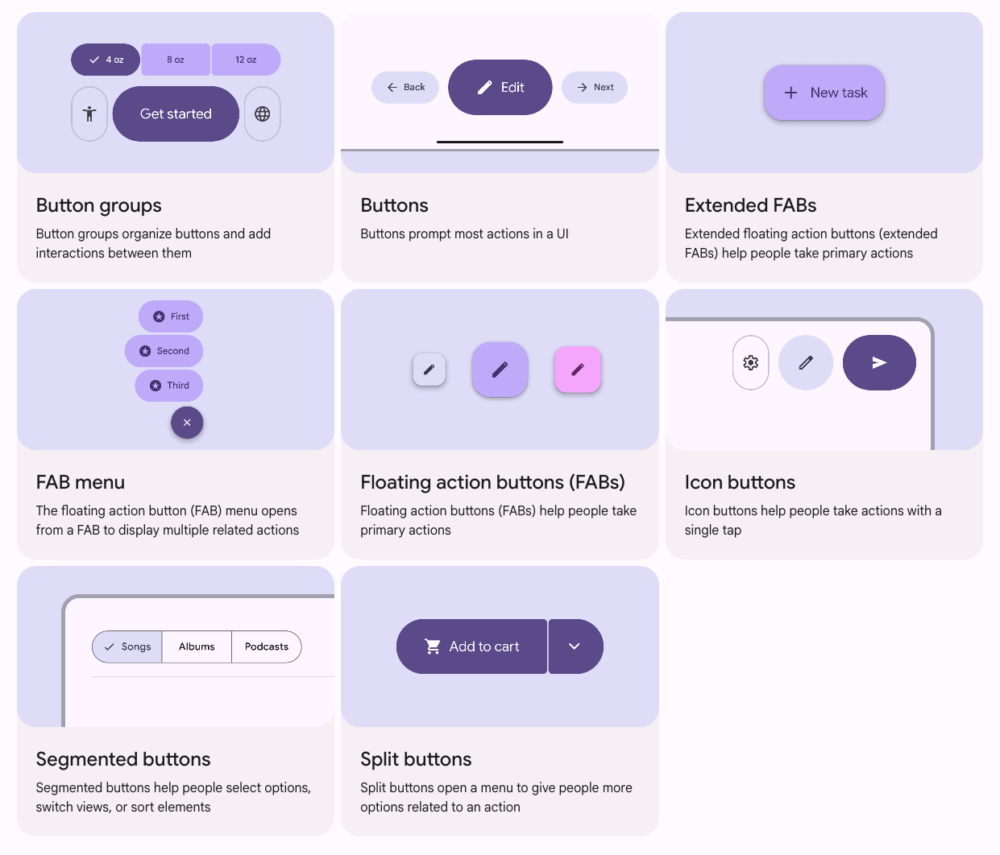 4 oz
8 oz
12 oz
Get started
Button groups
Button groups organize buttons and add
interactions between them
Back
Edit
Next
Buttons
Buttons prompt most actions in a UI
New task
Extended FABs
Extended floating action buttons (extended
FABs) help people take primary actions
First
Second
Third
FAB menu
The floating action button (FAB) menu opens
from a FAB to display multiple related actions
Floating action buttons (FABs)
Floating action buttons (FABs) help people take
primary actions
Icon buttons
Icon buttons help people take actions with a
single tap
Songs
Albums
Podcasts
Segmented buttons
Segmented buttons help people select options,
switch views, or sort elements
Add to cart
Split buttons
Split buttons open a menu to give people more
options related to an action